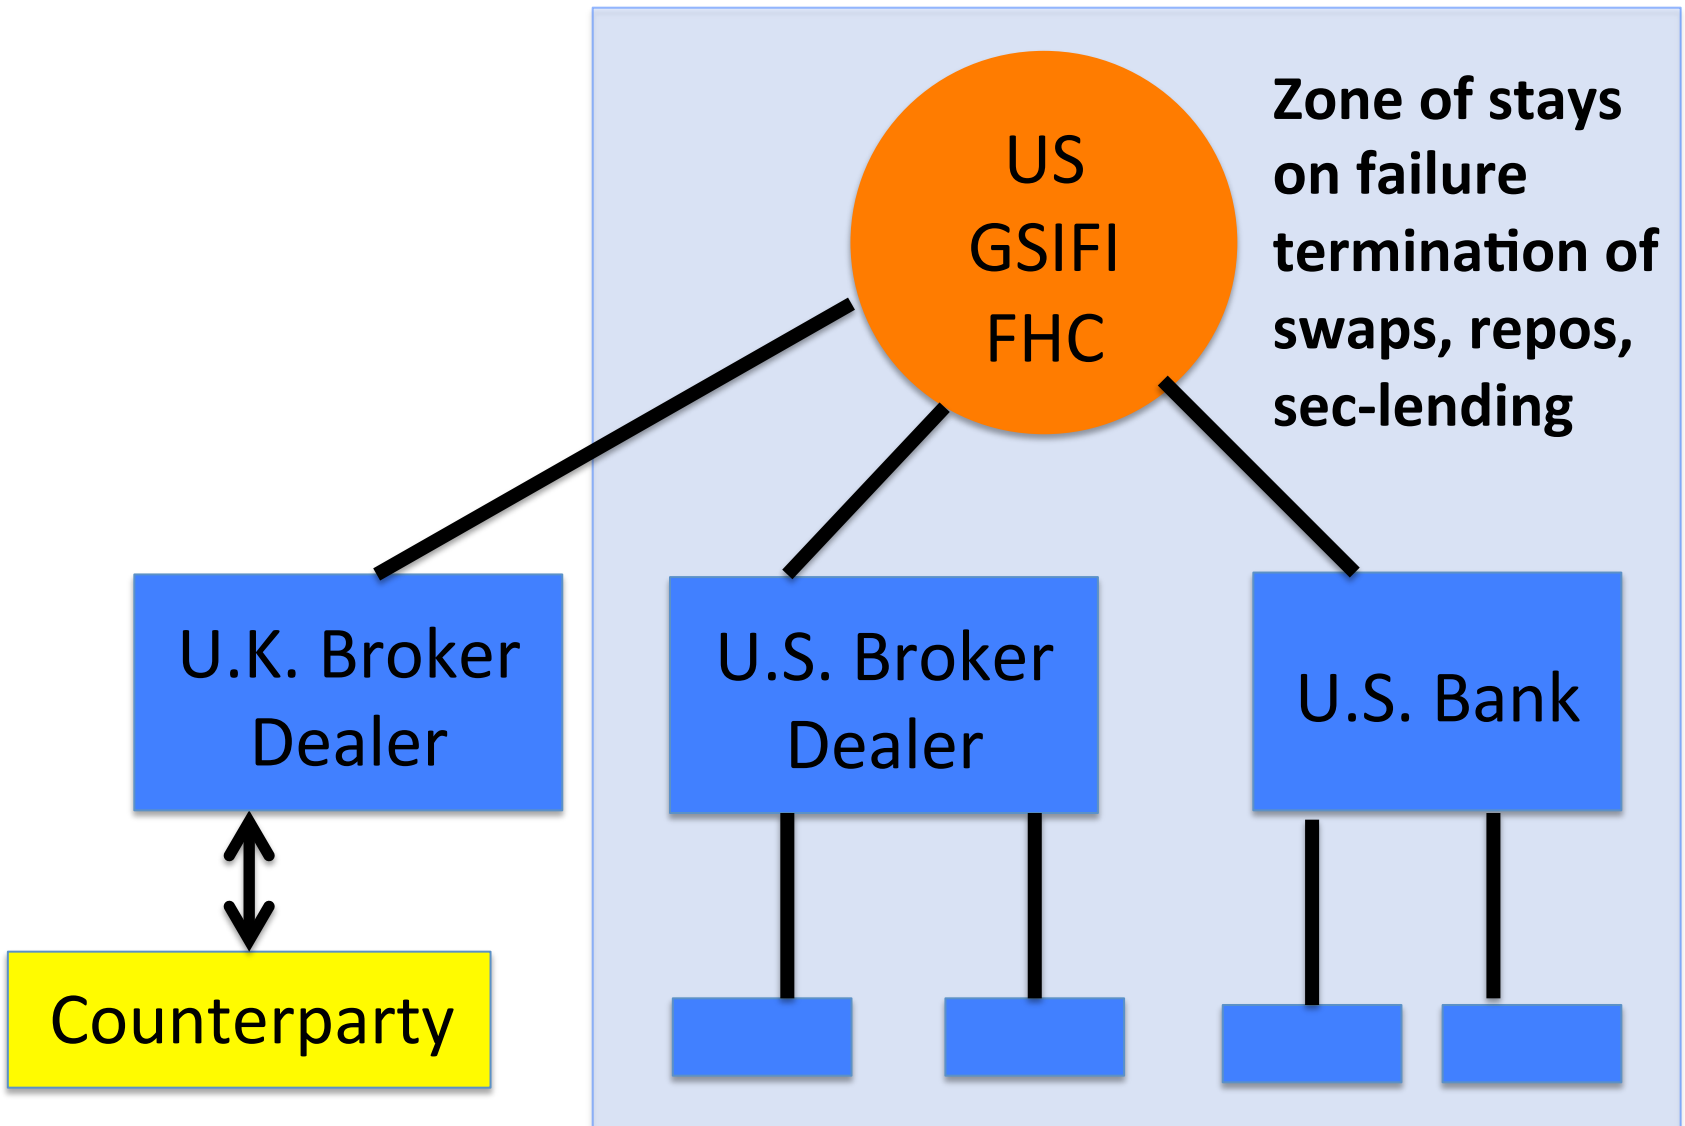 US
GSIFI
FHC
Zone of stays
on failure
termination of
swaps, repos,
sec-lending
U.K. Broker
Dealer
U.S. Broker
Dealer
U.S. Bank
Counterparty